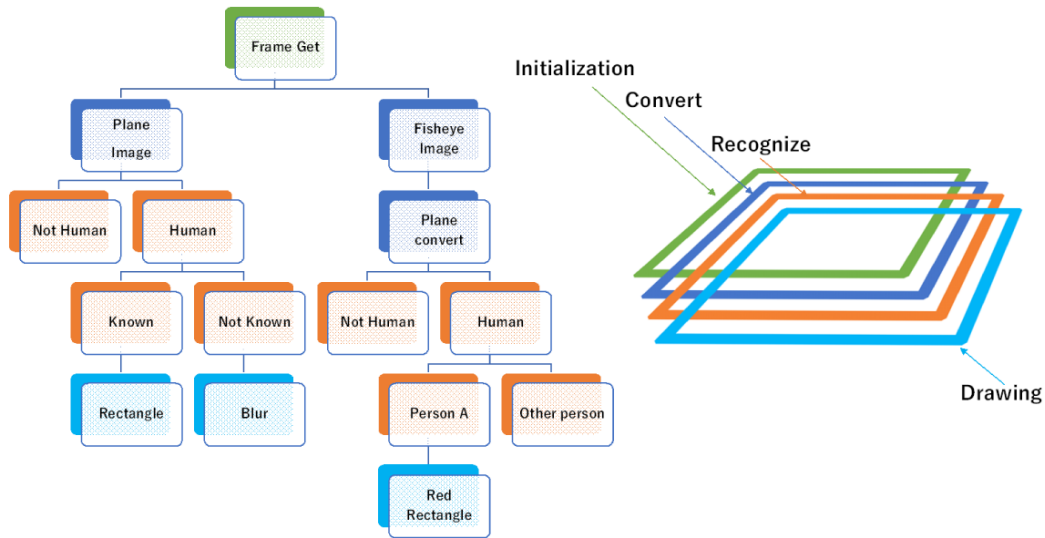 Frame Get
Initialization
Convert
Recognize
Plane
Image
Fisheye
Image
Not Human
Human
Plane
convert
Known
Not Known
Not Human
Human
Rectangle
Blur
Person A
Other person
Drawing
Red
Rectangle